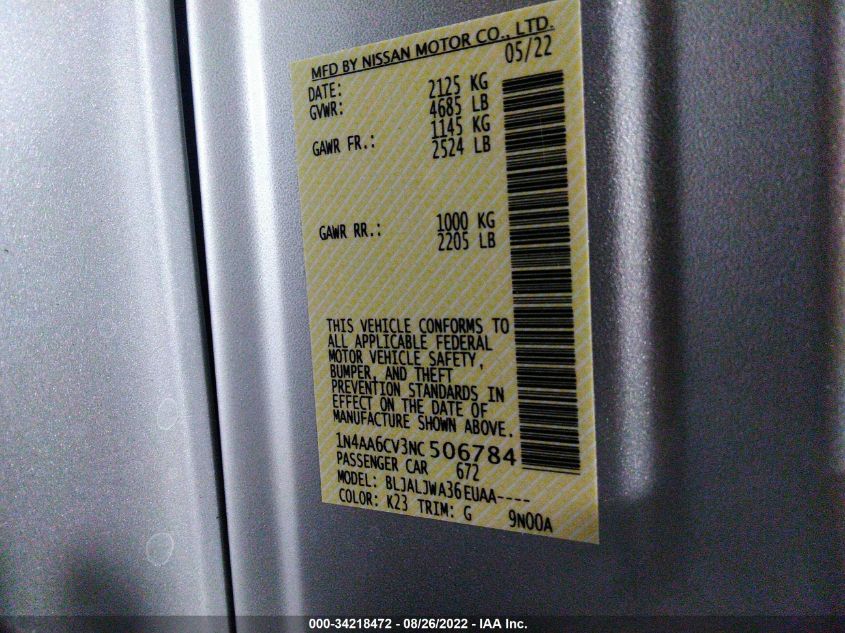 MFD BY NISSAN MOTOR CO., LTD.
DATE: 05/22
GVWR: 2125 KG
4685 LB
GAWR FR.: 1145 KG
2524 LB
GAWR RR.: 1000 KG
2205 LB
THIS VEHICLE CONFORMS TO
ALL APPLICABLE FEDERAL
MOTOR VEHICLE SAFETY,
BUMPER, AND THEFT
PREVENTION STANDARDS IN
EFFECT ON THE DATE OF
MANUFACTURE SHOWN ABOVE.
1N4AA6CV3NC506784
PASSENGER CAR 672
MODEL: BLJALJWA36EUAA----
COLOR: K23 TRIM: G 9N00A
000-34218472 - 08/26/2022 - IAA Inc.